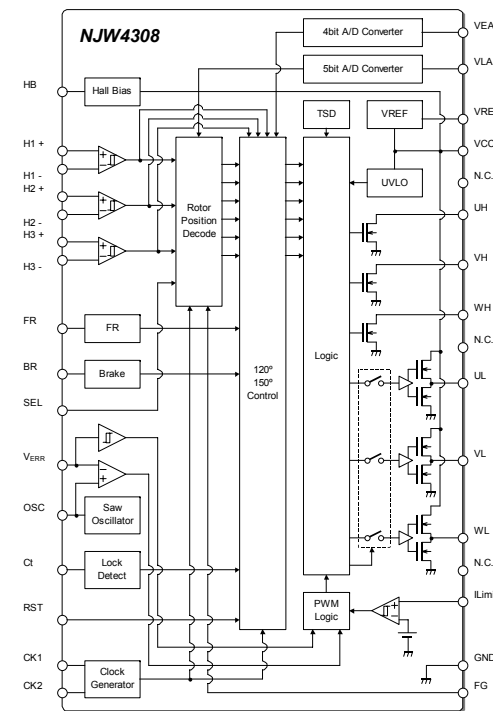 NJW4308
4bit A/D Converter
VEA
5bit A/D Converter
VLA
HB
Hall Bias
TSD
VREF
VRE
VCC
H1 +
H1 -
H2 +
H2 -
H3 +
H3 -
UVLO
N.C.
Rotor
Position
Decode
UH
VH
WH
N.C.
FR
FR
BR
Brake
SEL
120º
150º
Control
Logic
UL
VERR
OSC
Saw
Oscillator
VL
WL
Ct
Lock
Detect
N.C.
RST
PWM
Logic
ILim
CK1
CK2
Clock
Generator
GND
FG